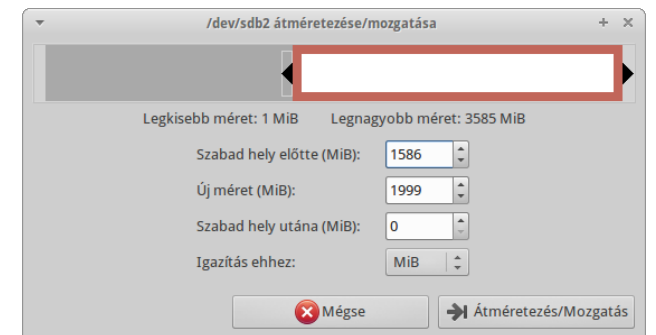 /dev/sdb2 átméretezése/mozgatása
Legkisebb méret: 1 MiB Legnagyobb méret: 3585 MiB
Szabad hely előtte (MiB): 1586
Új méret (MiB): 1999
Szabad hely utána (MiB): 0
Igazítás ehhez: MiB
Mégse Átméretezés/Mozgatás